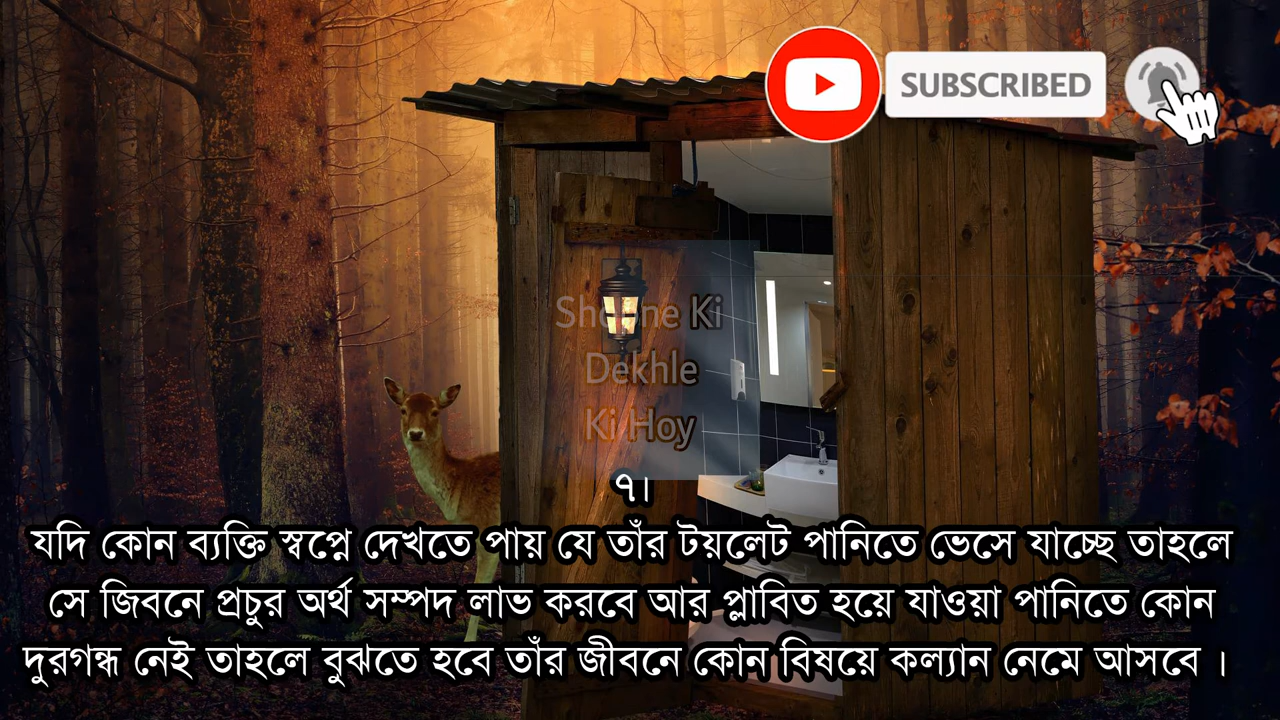 SUBSCRIBED
Shopne Ki
Dekhle
Ki Hoy
৭।
যদি কোন ব্যক্তি স্বপ্নে দেখতে পায় যে তাঁর টয়লেট পানিতে ভেসে যাচ্ছে তাহলে
সে জিবনে প্রচুর অর্থ সম্পদ লাভ করবে আর প্লাবিত হয়ে যাওয়া পানিতে কোন
দুরগন্ধ নেই তাহলে বুঝতে হবে তাঁর জীবনে কোন বিষয়ে কল্যান নেমে আসবে ।